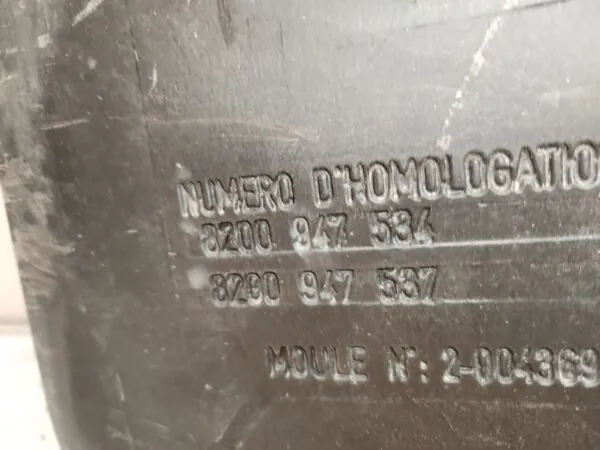 NUMERO D'HOMOLOGATIO
8200 947 534
8200 947 537
MOULE N°: 2-004369